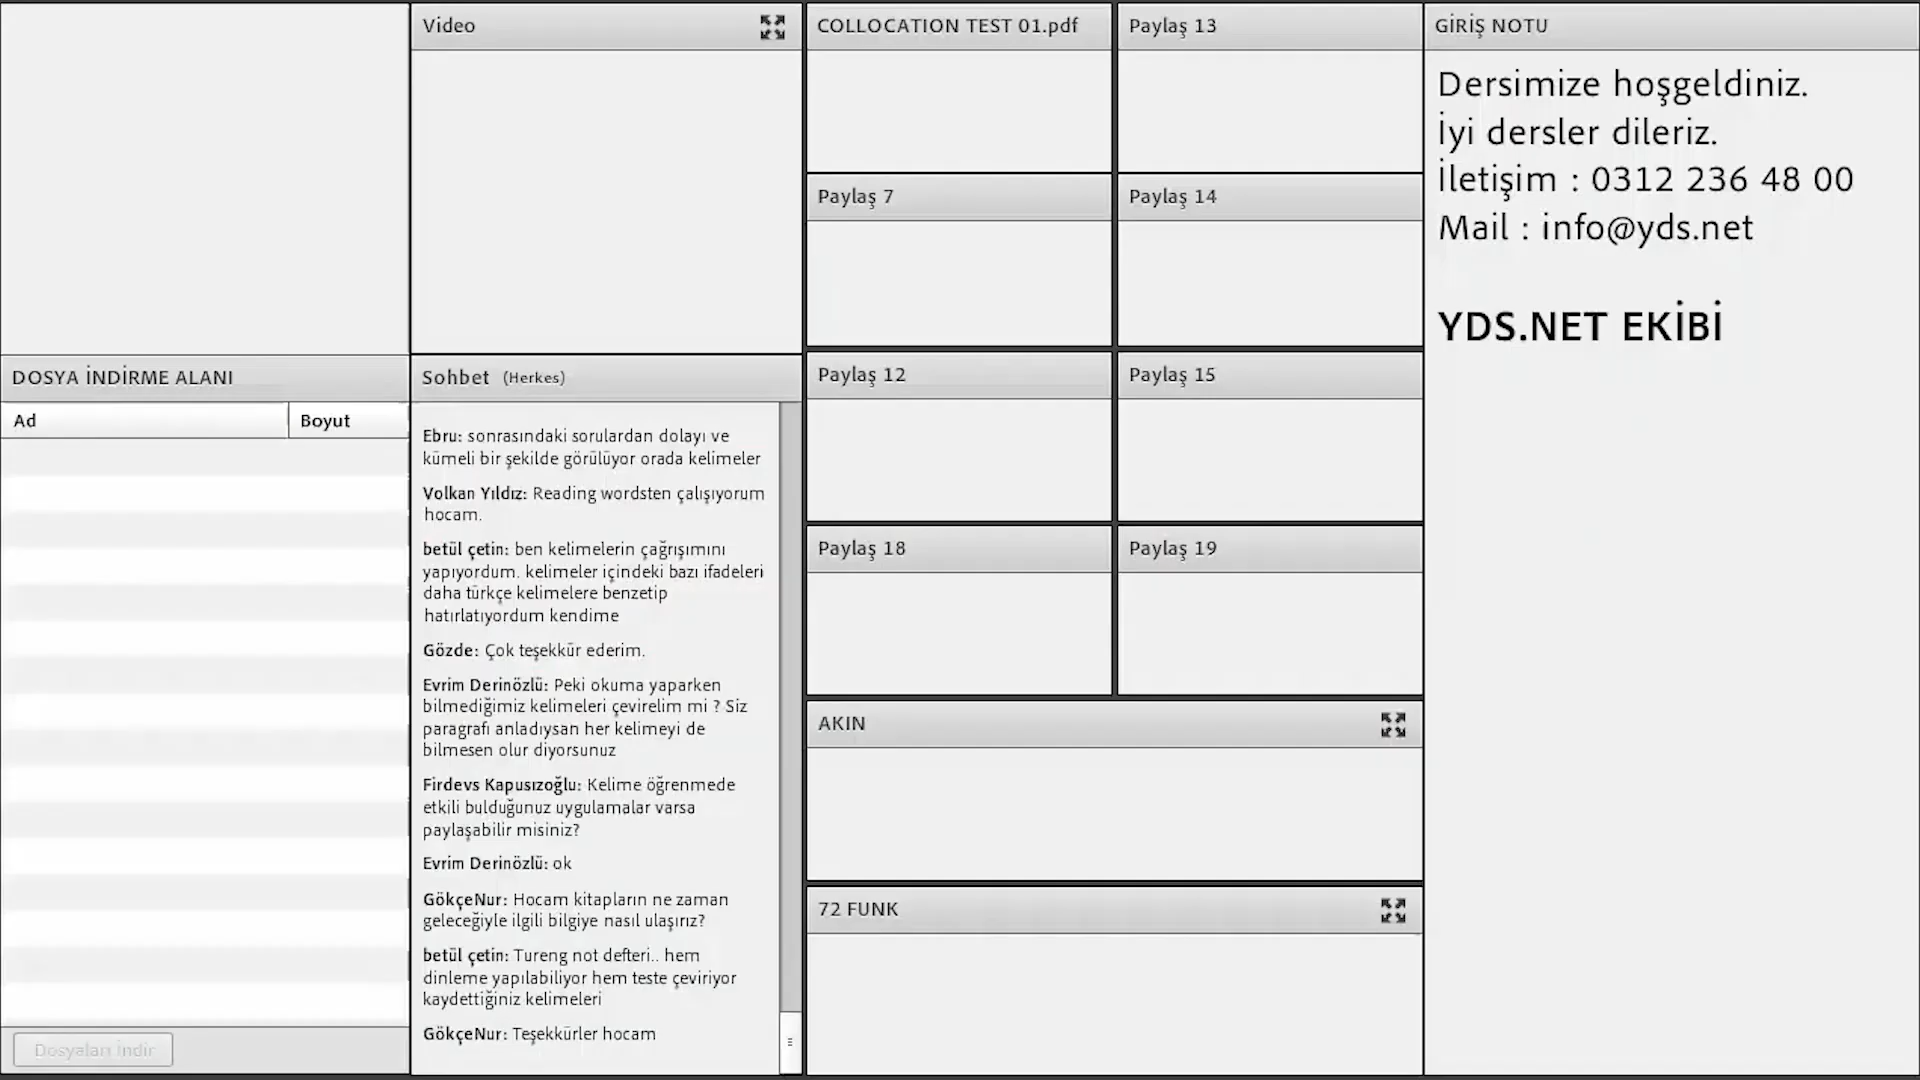 DOSYA İNDİRME ALANI
Ad
Boyut
Dosyaları İndir
Video
Sohbet (Herkes)
Ebru: sonrasındaki sorulardan dolayı ve
kümeli bir şekilde görülüyor orada kelimeler
Volkan Yıldız: Reading wordsten çalışıyorum
hocam.
betül çetin: ben kelimelerin çağrışımını
yapıyordum. kelimeler içindeki bazı ifadeleri
daha türkçe kelimelere benzetip
hatırlatıyordum kendime
Gözde: Çok teşekkür ederim.
Evrim Derinözlü: Peki okuma yaparken
bilmediğimiz kelimeleri çevirelim mi ? Siz
paragrafı anladıysan her kelimeyi de
bilmesen olur diyorsunuz
Firdevs Kapusızoğlu: Kelime öğrenmede
etkili bulduğunuz uygulamalar varsa
paylaşabilir misiniz?
Evrim Derinözlü: ok
GökçeNur: Hocam kitapların ne zaman
geleceğiyle ilgili bilgiye nasıl ulaşırız?
betül çetin: Tureng not defteri.. hem
dinleme yapılabiliyor hem teste çeviriyor
kaydettiğiniz kelimeleri
GökçeNur: Teşekkürler hocam
COLLOCATION TEST 01.pdf
Paylaş 13
Paylaş 7
Paylaş 14
Paylaş 12
Paylaş 15
Paylaş 18
Paylaş 19
AKIN
72 FUNK
GİRİŞ NOTU
Dersimize hoşgeldiniz.
İyi dersler dileriz.
İletişim : 0312 236 48 00
Mail : info@yds.net
YDS.NET EKİBİ